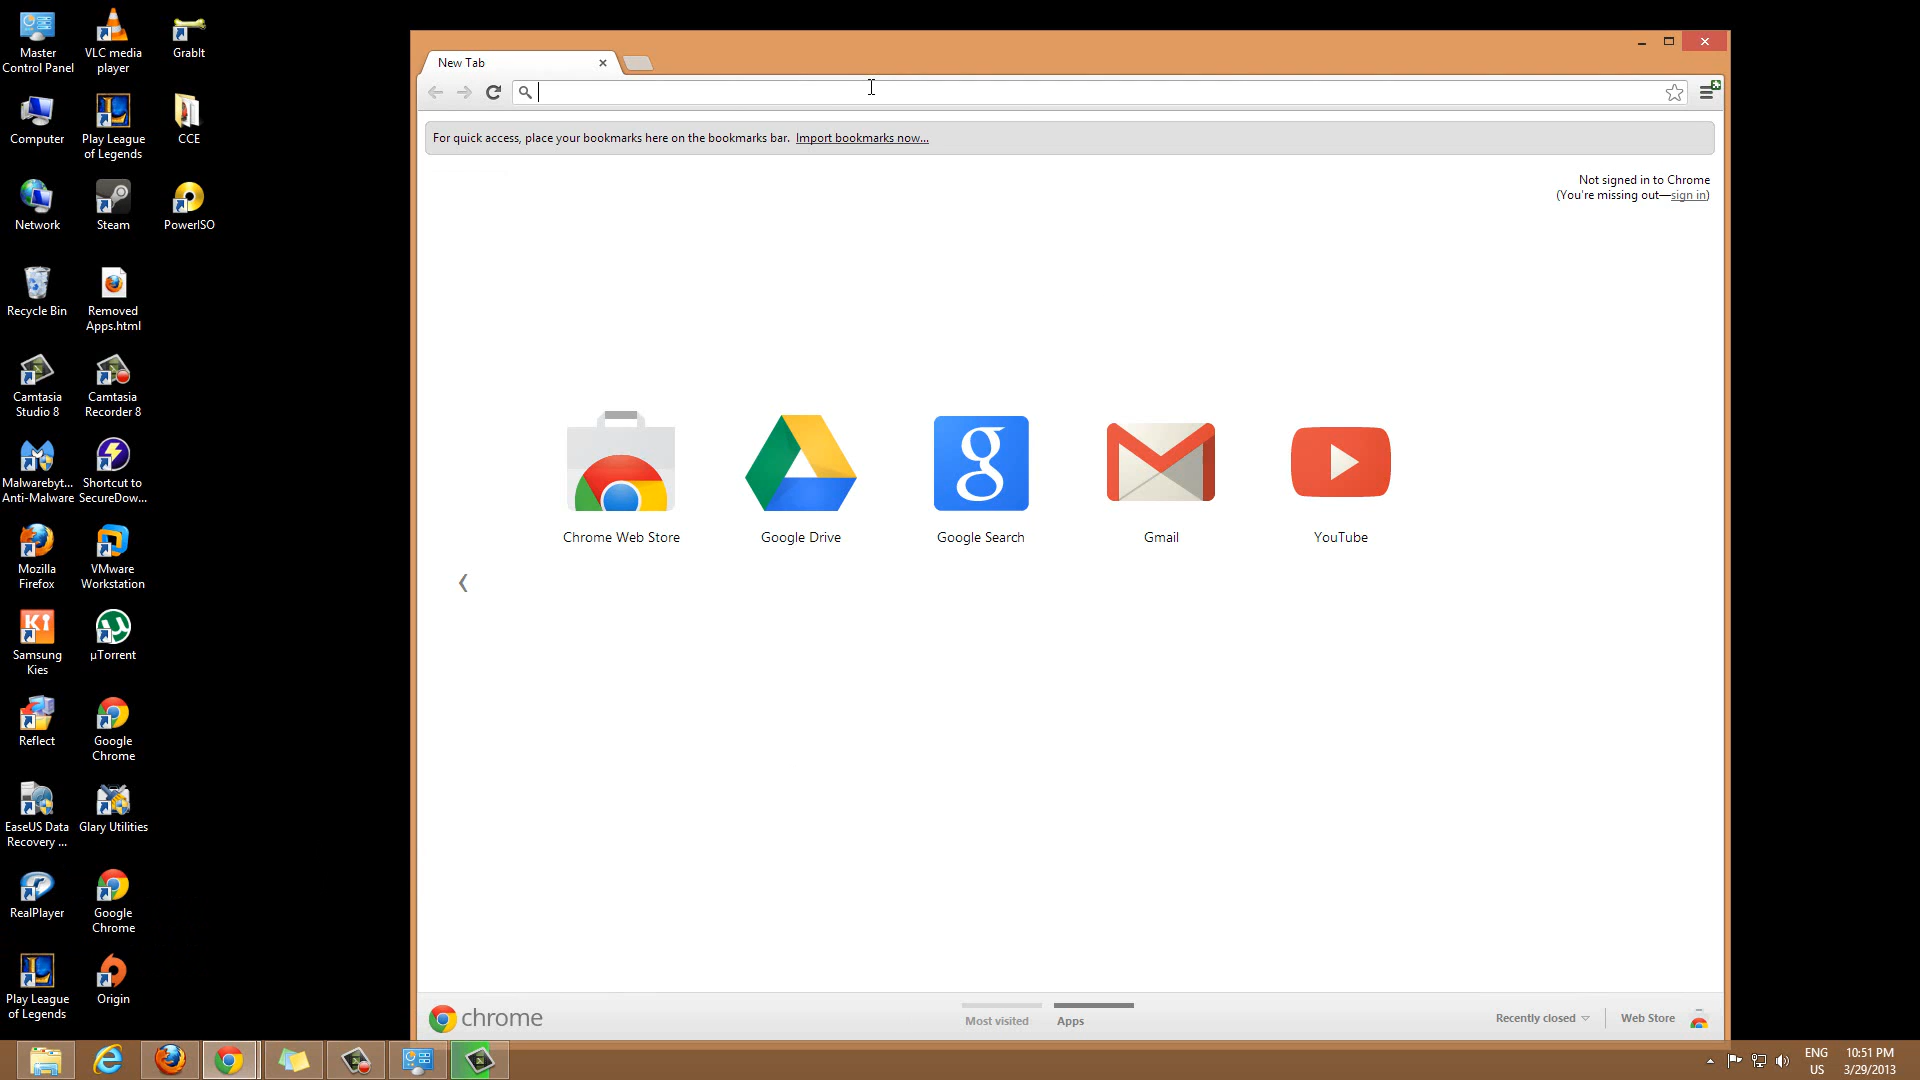 Master
Control Panel
VLC media
player
GrabIt
Computer
Play League
of Legends
CCE
Network
Steam
PowerISO
Recycle Bin
Removed
Apps.html
Camtasia
Studio 8
Camtasia
Recorder 8
Malwarebyt...
Anti-Malware
Shortcut to
SecureDow...
Mozilla
Firefox
VMware
Workstation
Samsung
Kies
µTorrent
Reflect
Google
Chrome
EaseUS Data
Recovery ...
Glary Utilities
RealPlayer
Google
Chrome
Play League
of Legends
Origin
New Tab
For quick access, place your bookmarks here on the bookmarks bar. Import bookmarks now...
Not signed in to Chrome
(You're missing out—sign in)
Chrome Web Store
Google Drive
Google Search
Gmail
YouTube
chrome
Most visited
Apps
Recently closed
Web Store
ENG
US
10:51 PM
3/29/2013